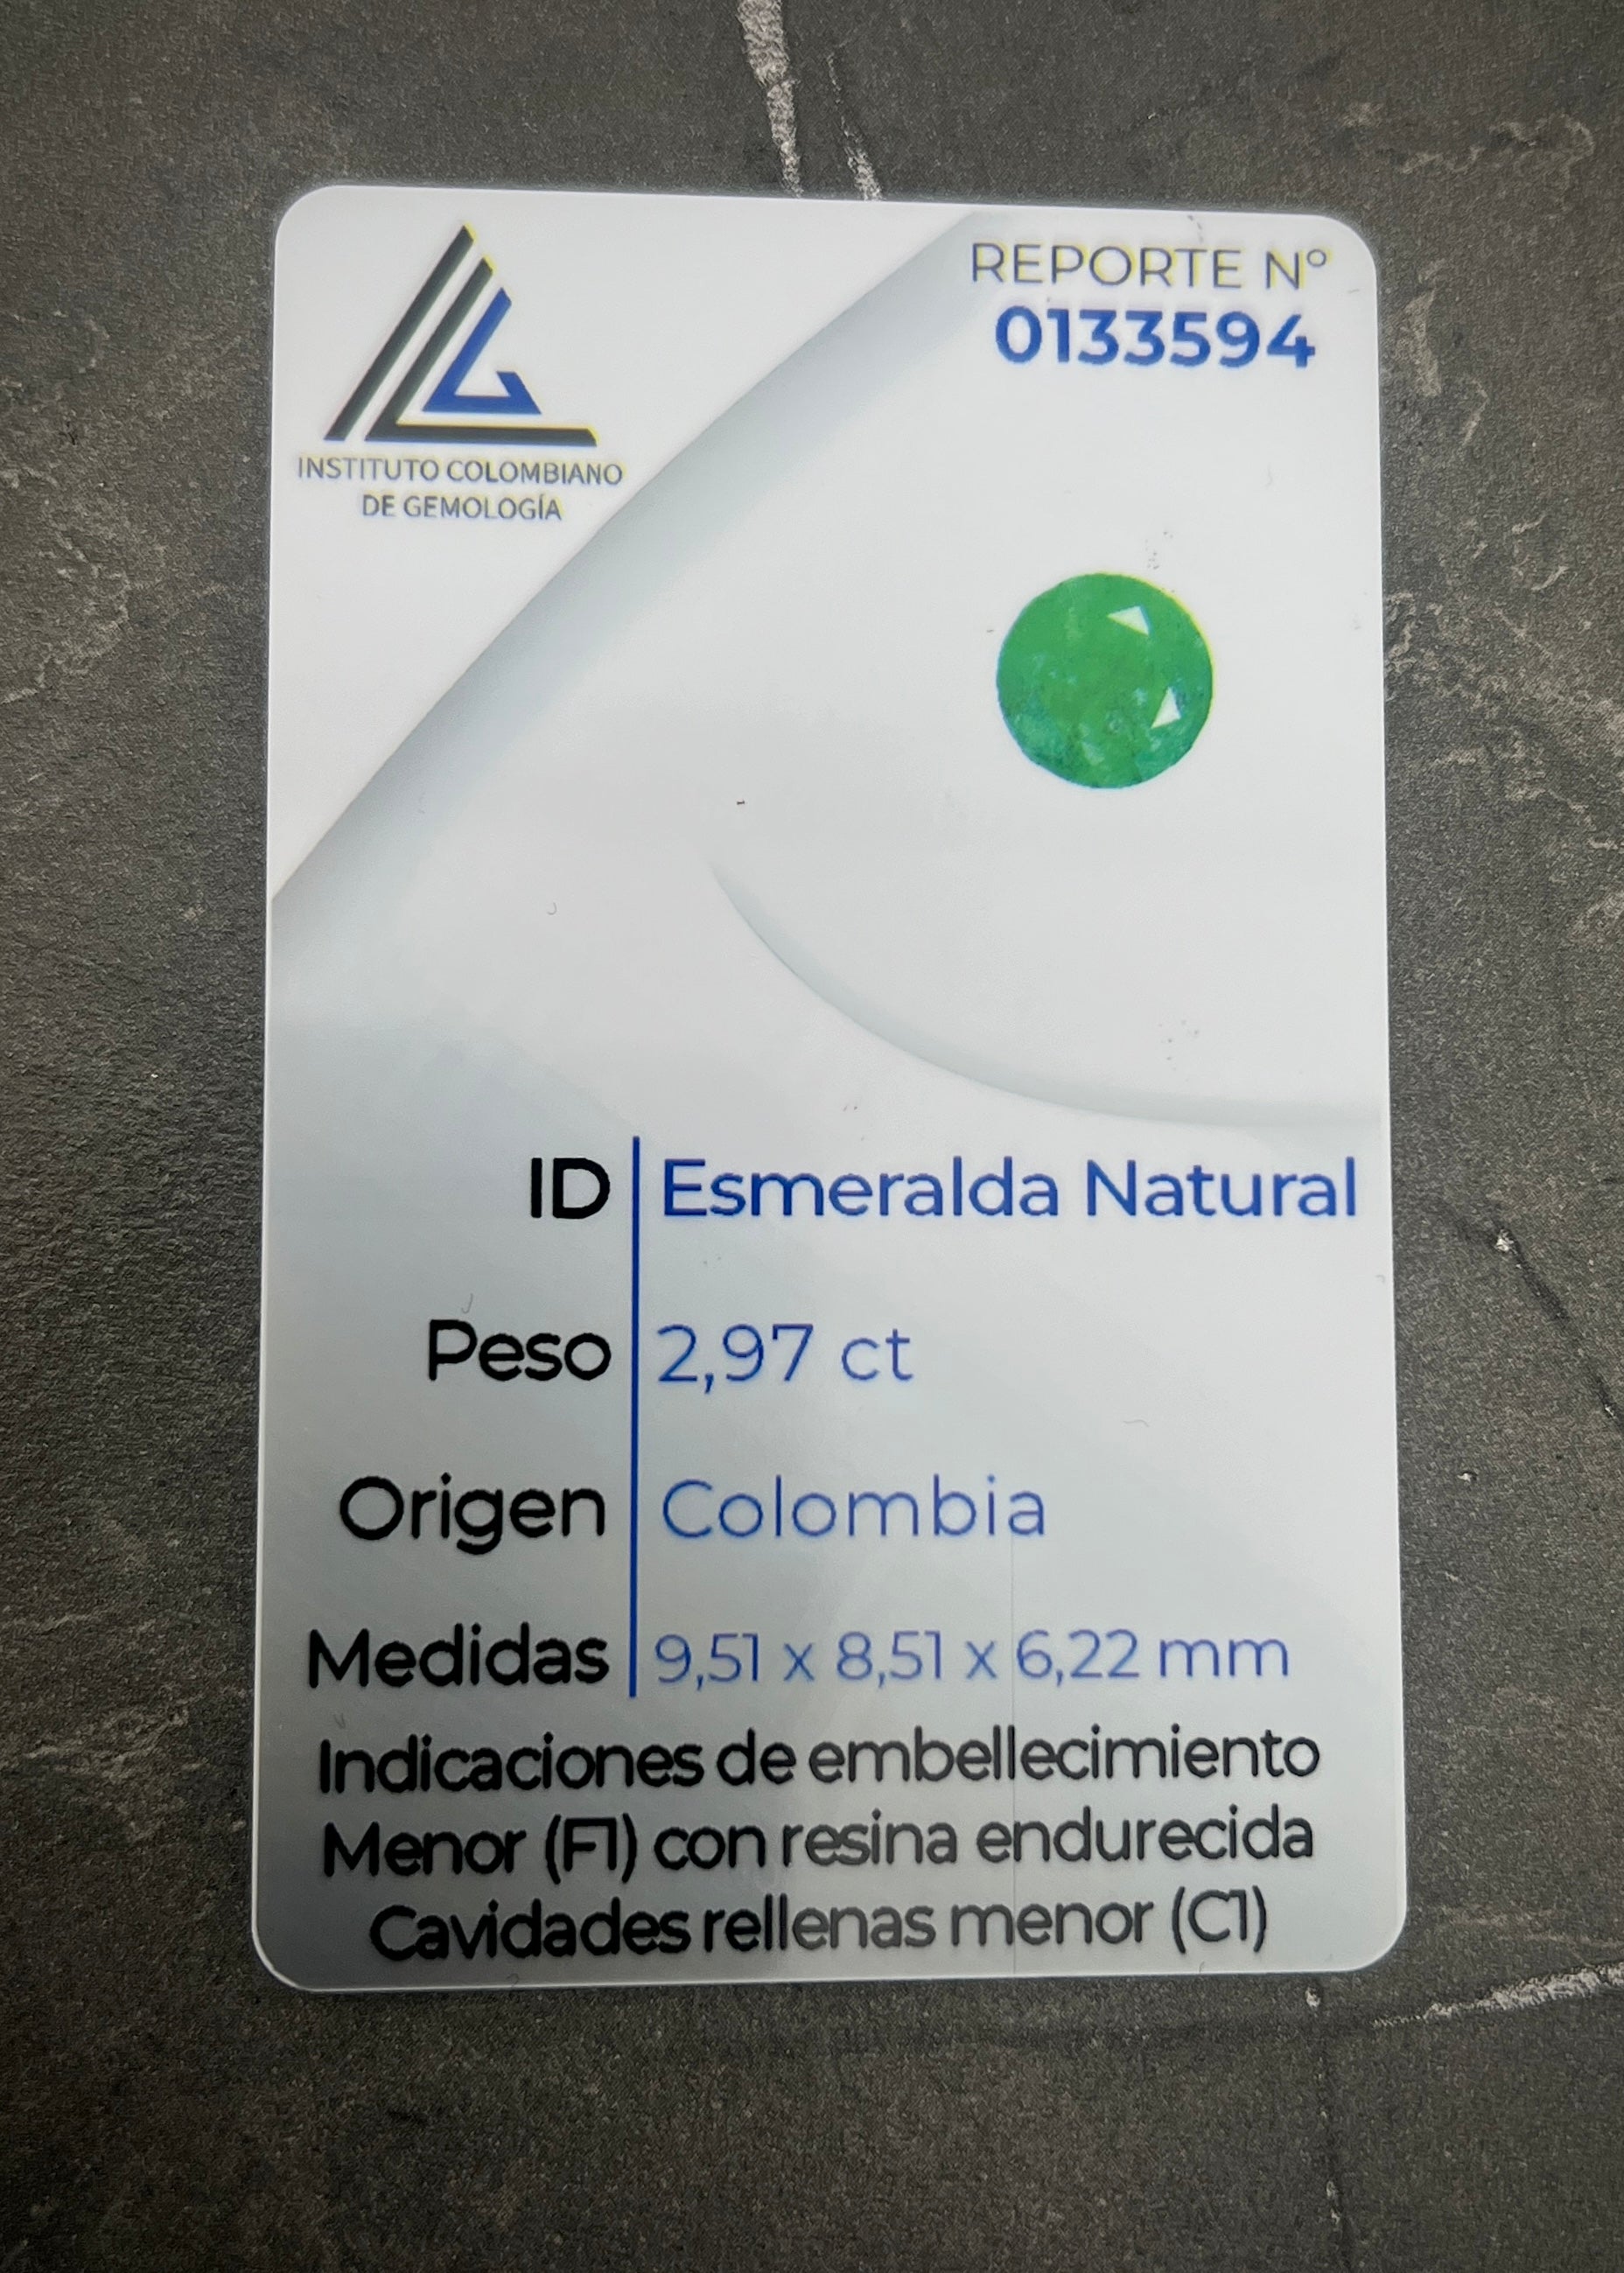 INSTITUTO COLOMBIANO
DE GEMOLOGÍA
REPORTE Nº
0133594
ID Esmeralda Natural
Peso 2,97 ct
Origen Colombia
Medidas 9,51 x 8,51 x 6,22 mm
Indicaciones de embellecimiento
Menor (F1) con resina endurecida
Cavidades rellenas menor (C1)